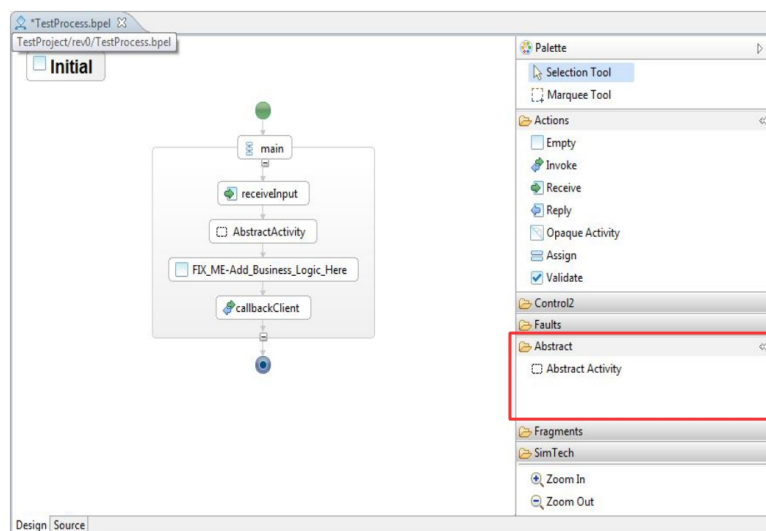 *TestProcess.bpel
TestProject/rev0/TestProcess.bpel
Initial
main
receiveInput
AbstractActivity
FIX_ME-Add_Business_Logic_Here
callbackClient
Palette
Selection Tool
Marquee Tool
Actions
Empty
Invoke
Receive
Reply
Opaque Activity
Assign
Validate
Control2
Faults
Abstract
Abstract Activity
Fragments
SimTech
Zoom In
Zoom Out
Design Source